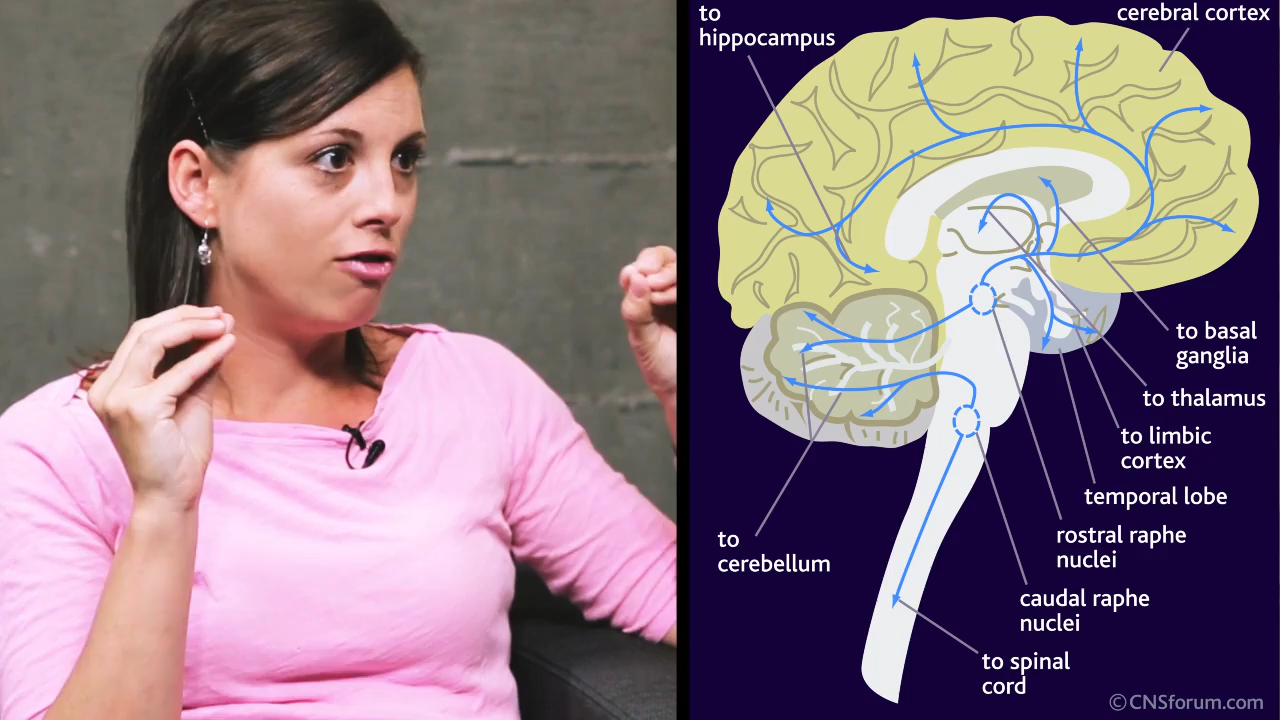 to
hippocampus
cerebral cortex
to basal
ganglia
to thalamus
to limbic
cortex
temporal lobe
rostral raphe
nuclei
caudal raphe
nuclei
to spinal
cord
to
cerebellum
© CNSforum.com